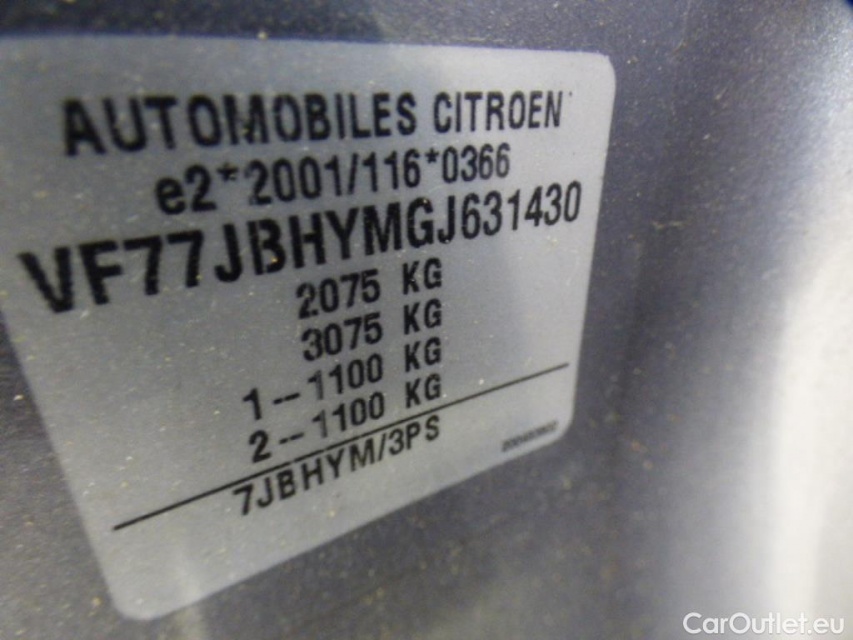 AUTOMOBILES CITROEN
e2*2001/116*0366
VF77JBHYMGJ631430
2075 KG
3075 KG
1--1100 KG
2--1100 KG
7JBHYM/3PS
CarOutlet.eu